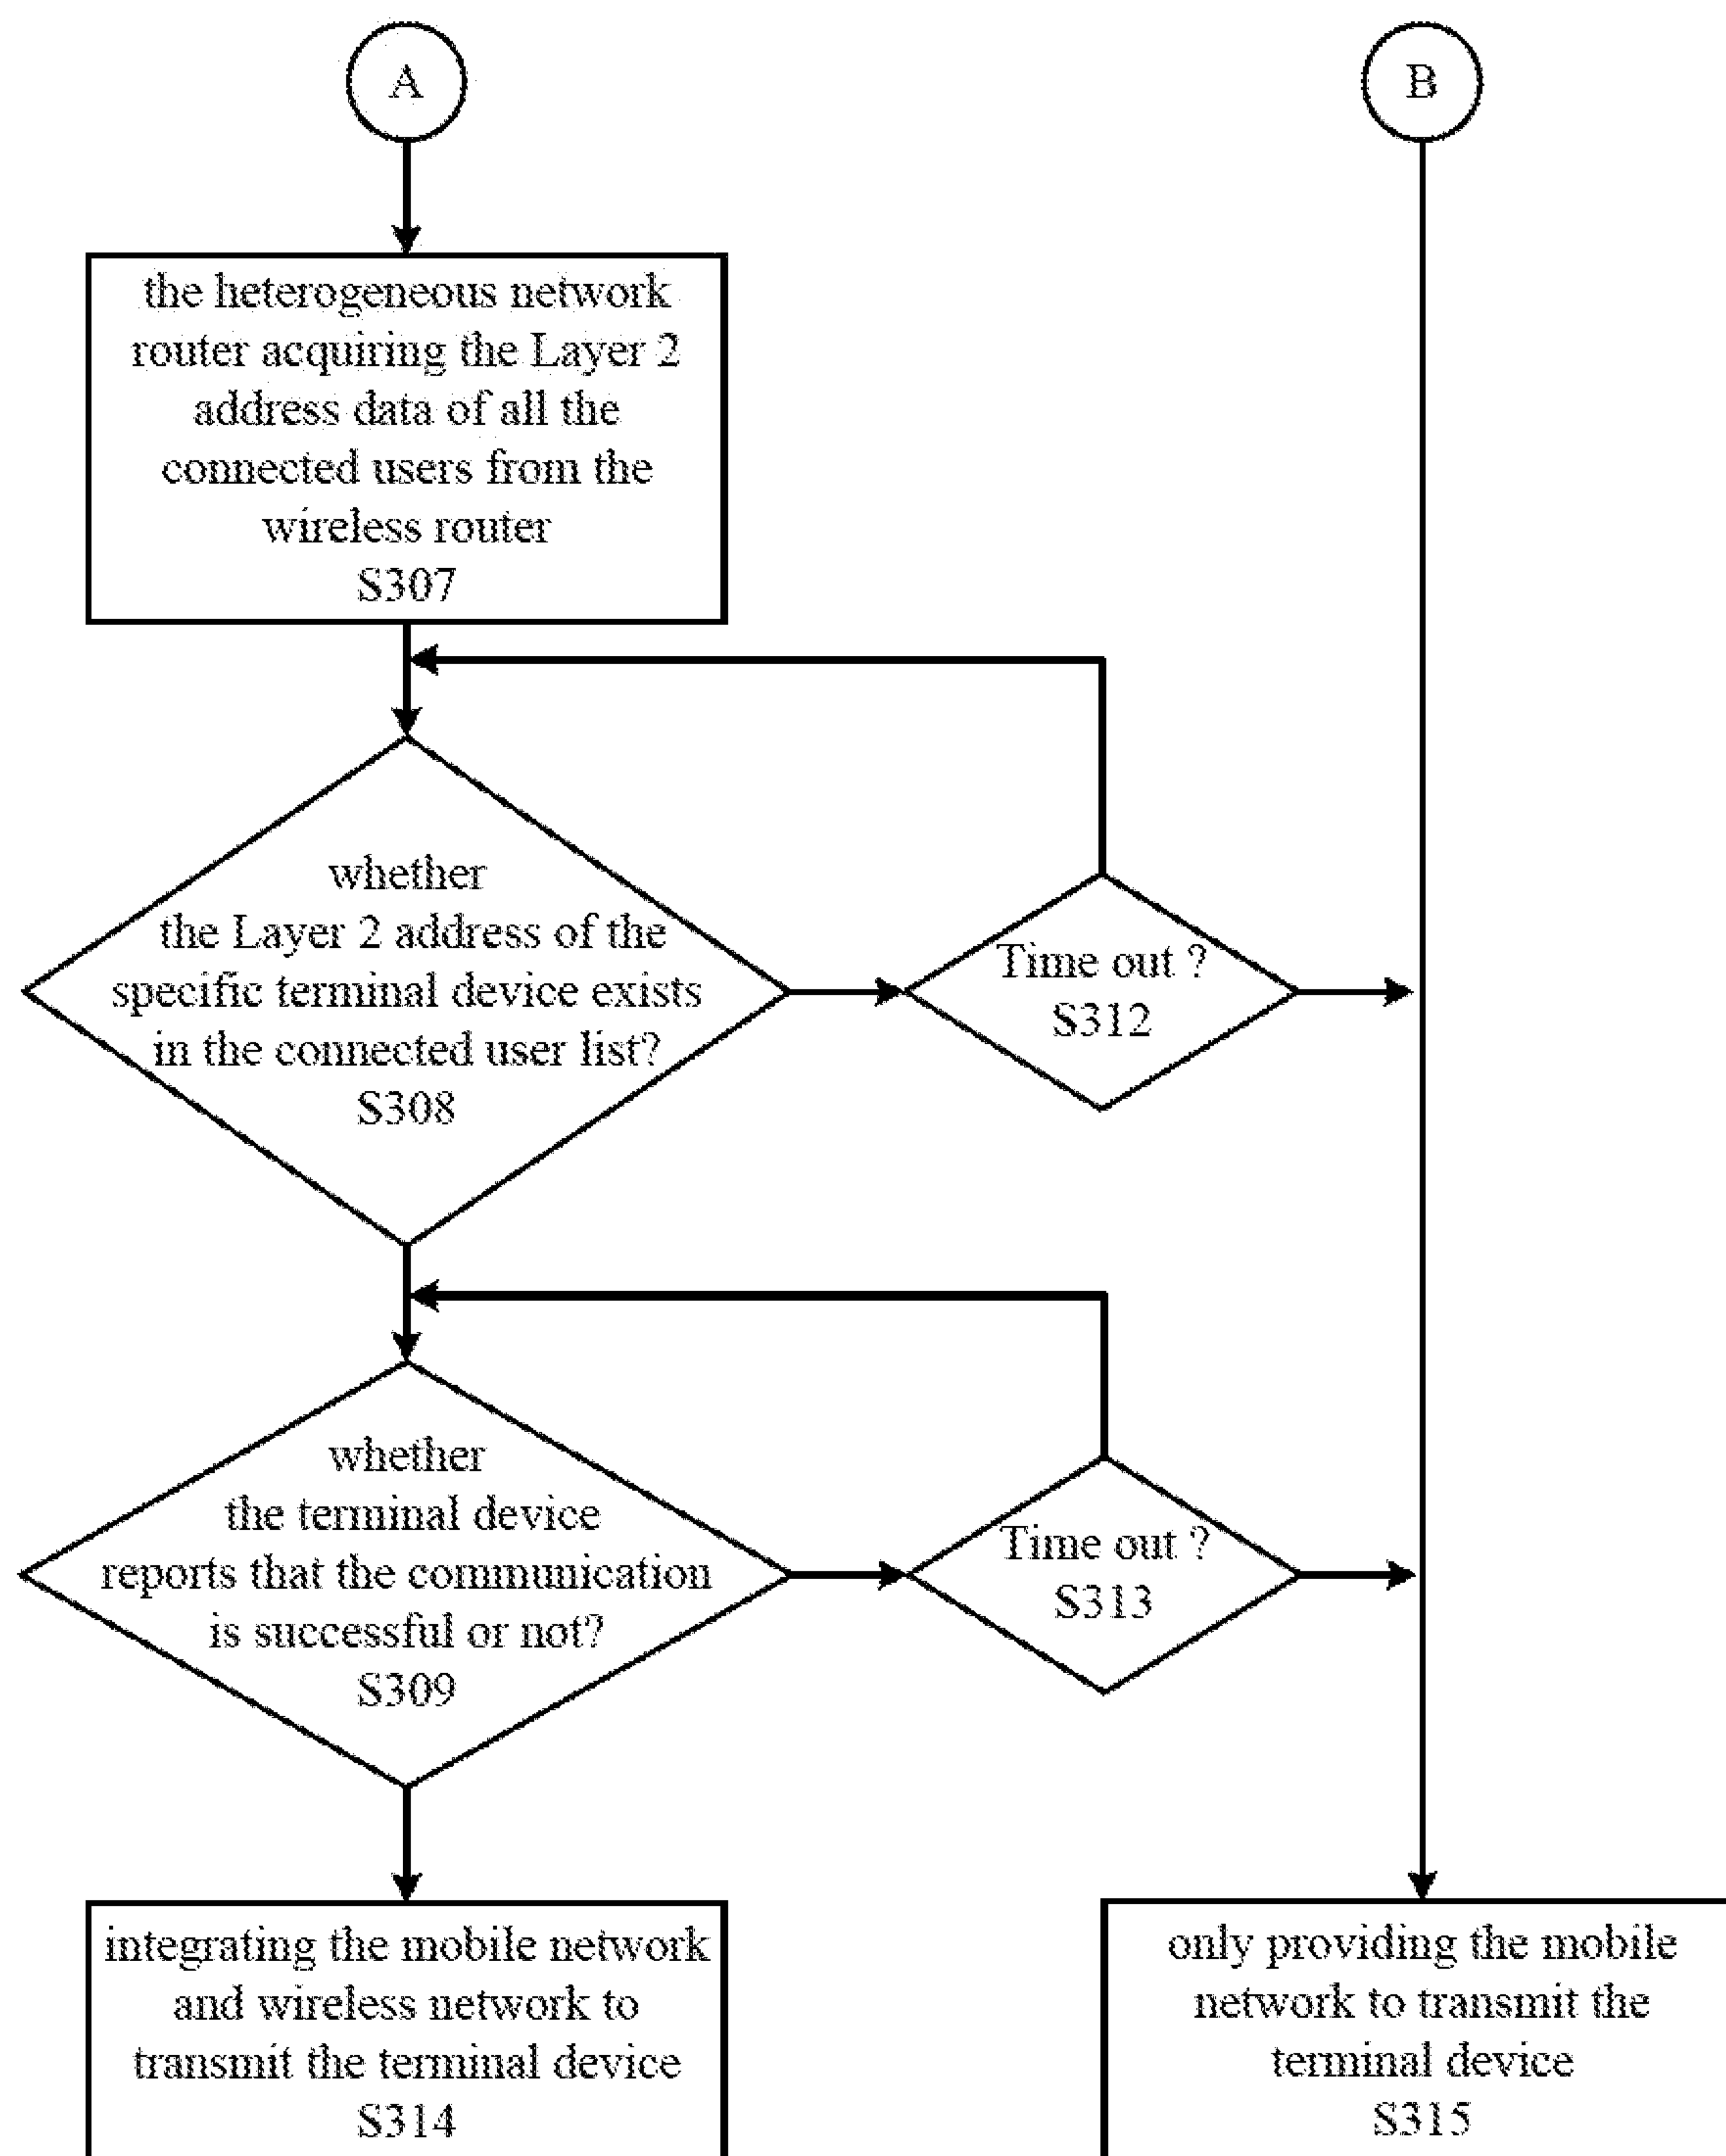 A
B
the heterogeneous network
router acquiring the Layer 2
address data of all the
connected users from the
wireless router
S307
whether
the Layer 2 address of the
specific terminal device exists
in the connected user list?
S308
Time out ?
S312
whether
the terminal device
reports that the communication
is successful or not?
S309
Time out ?
S313
integrating the mobile network
and wireless network to
transmit the terminal device
S314
only providing the mobile
network to transmit the
terminal device
S315